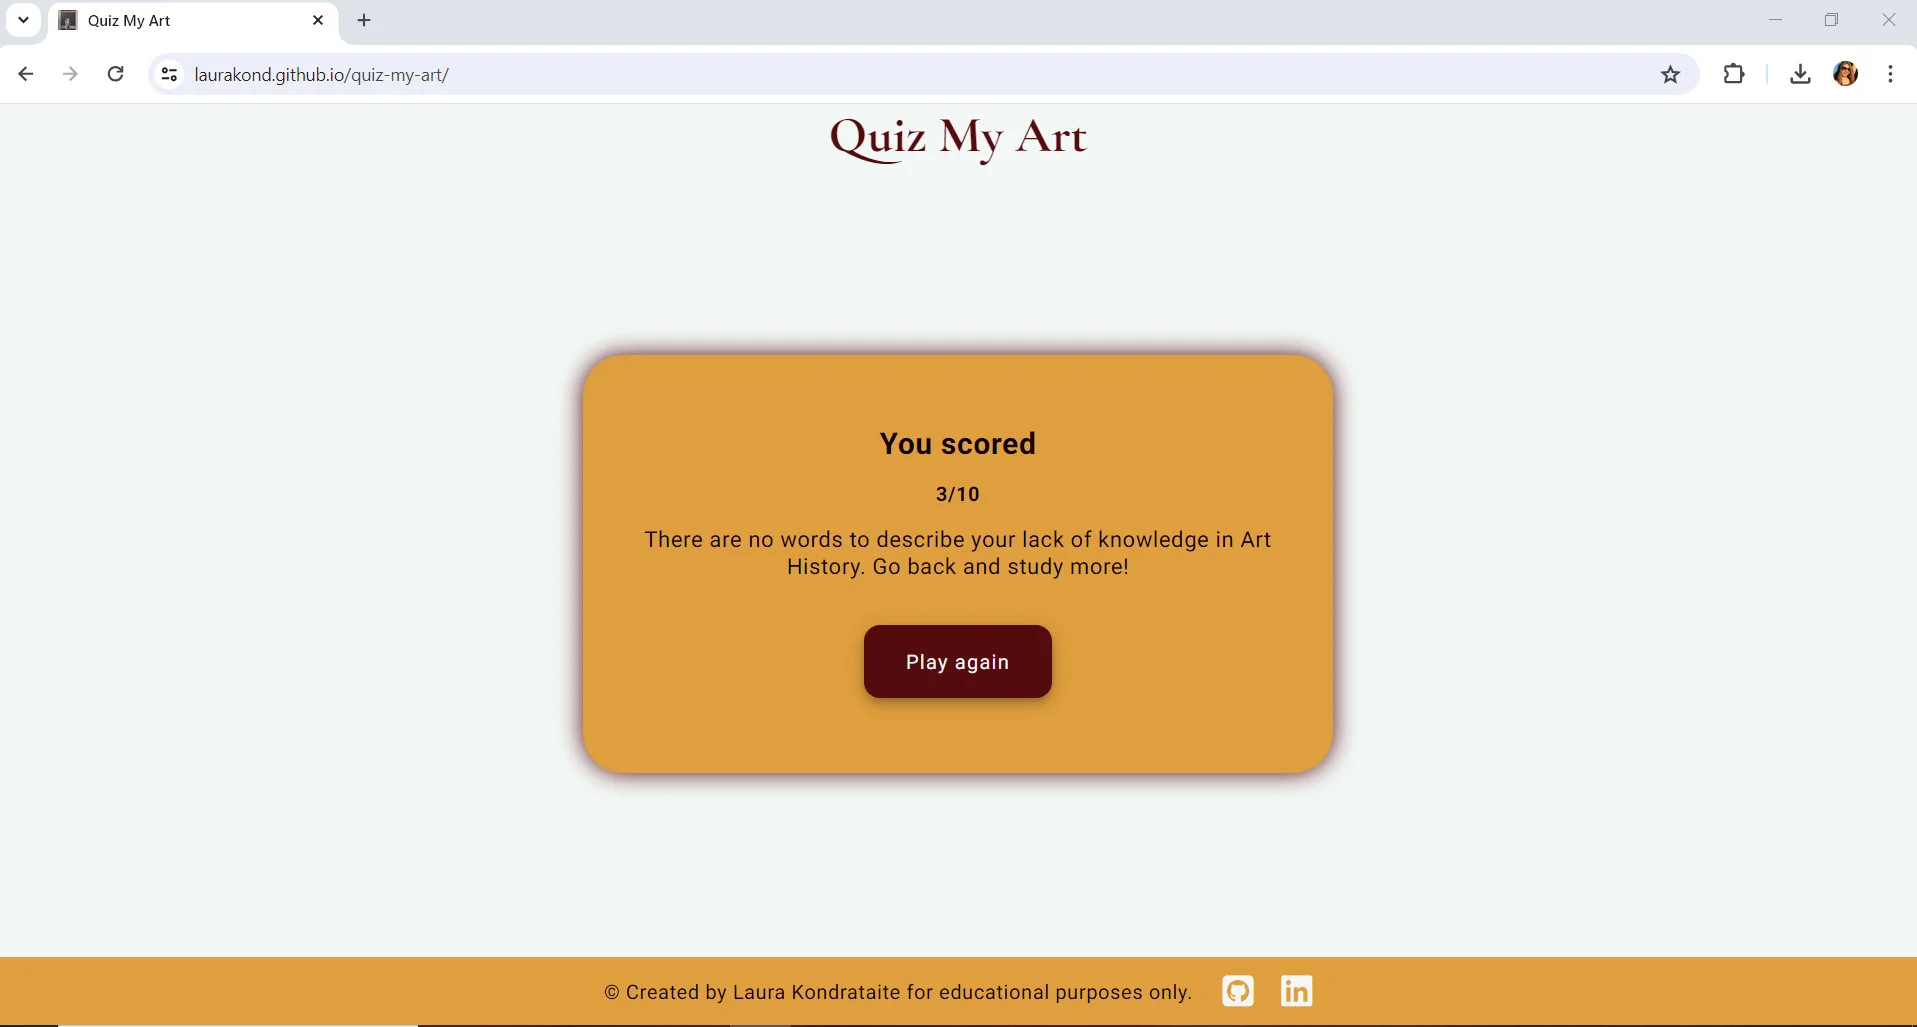 Quiz My Art
laurakond.github.io/quiz-my-art/
Quiz My Art
You scored
3/10
There are no words to describe your lack of knowledge in Art
History. Go back and study more!
Play again
© Created by Laura Kondrataite for educational purposes only.
in